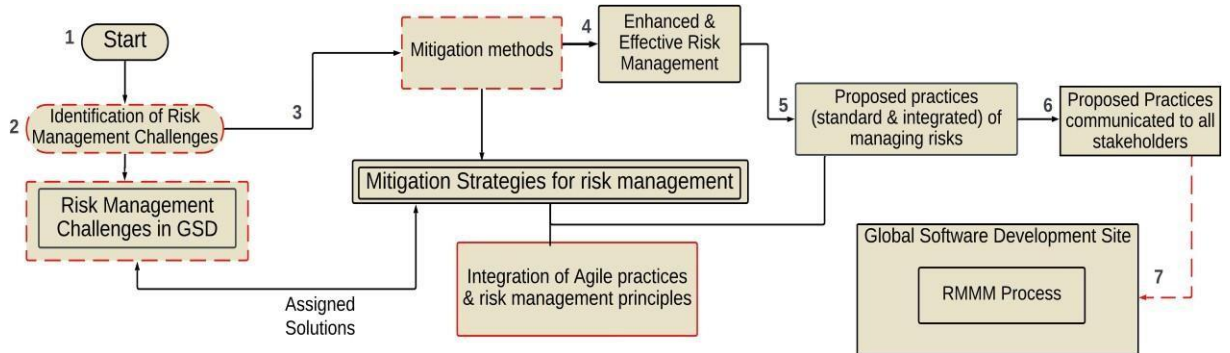 1
Start
2
Identification of Risk
Management Challenges
3
Risk Management
Challenges in GSD
Mitigation methods
4
Enhanced &
Effective Risk
Management
5
Proposed practices
(standard & integrated) of
managing risks
6
Proposed Practices
communicated to all
stakeholders
Mitigation Strategies for risk management
Assigned
Solutions
Integration of Agile practices
& risk management principles
7
Global Software Development Site
RMMM Process